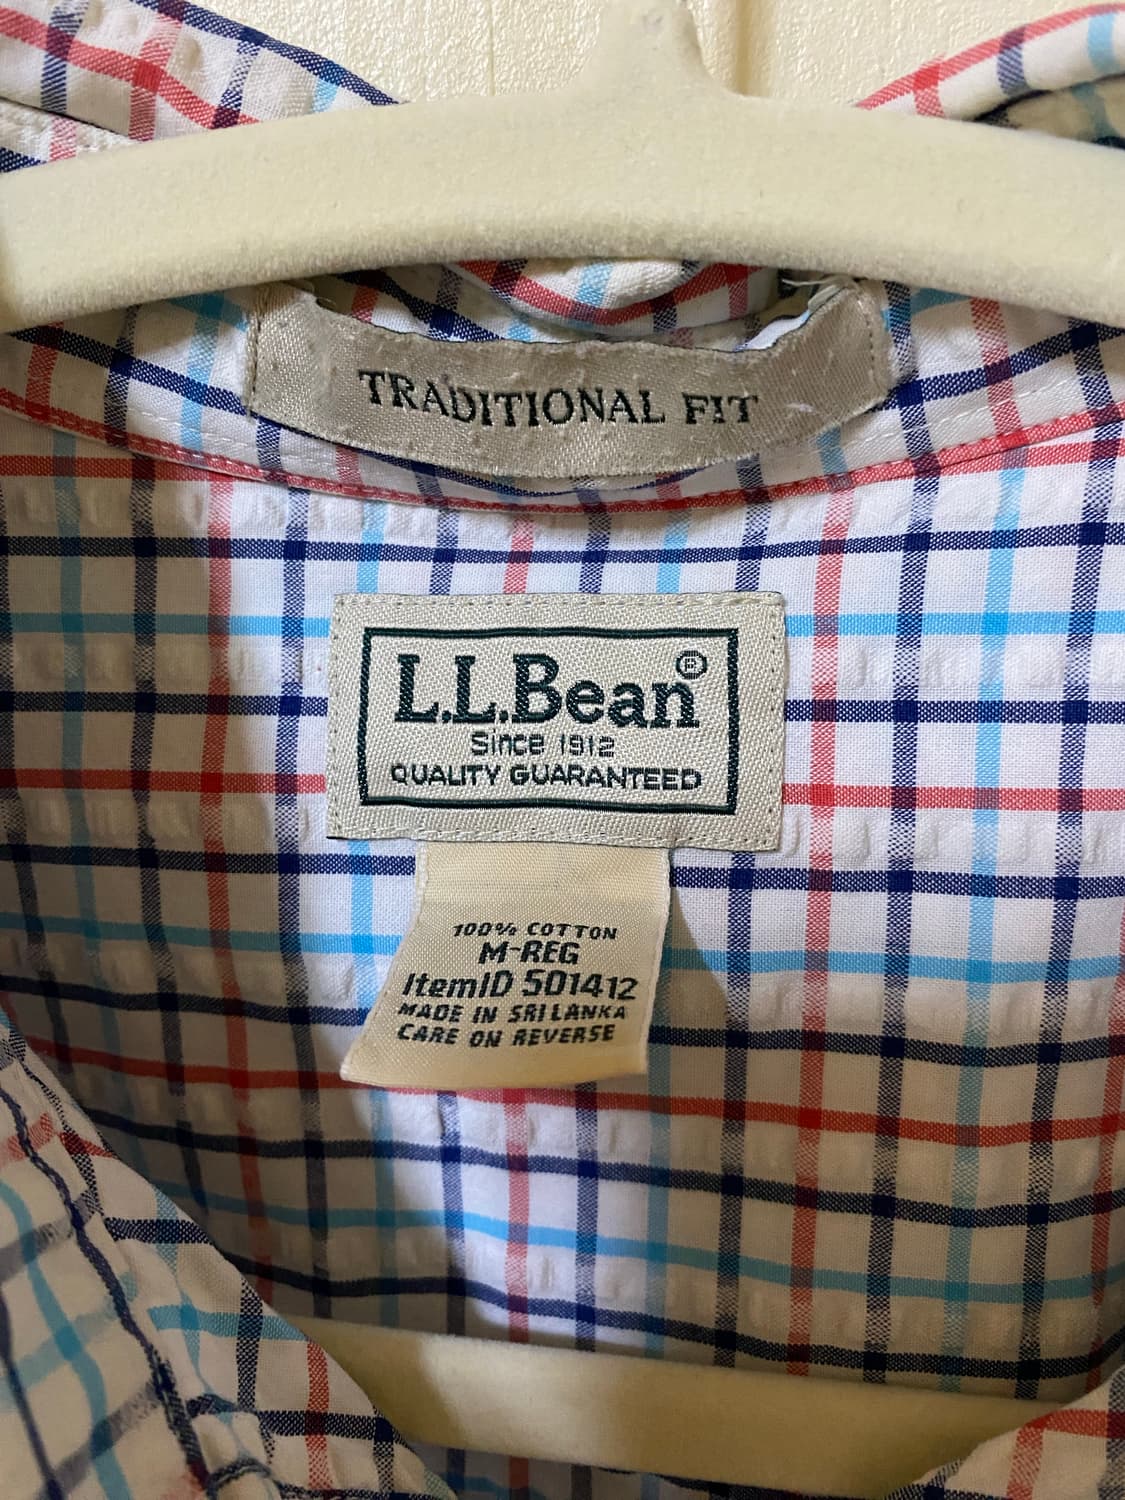 TRADITIONAL FIT
L.L.Bean®
Since 1912
QUALITY GUARANTEED
100% COTTON
M-REG
ItemID 501412
MADE IN SRI LANKA
CARE ON REVERSE